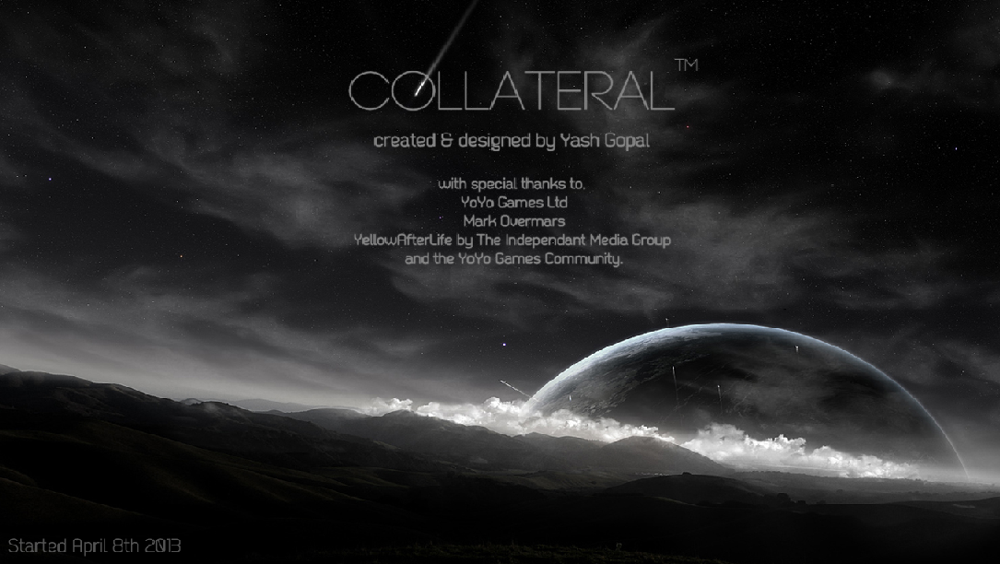 COLLATERAL™
created & designed by Yash Gopal
with special thanks to,
YoYo Games Ltd
Mark Overmars
YellowAfterLife by The Independant Media Group
and the YoYo Games Community.
Started April 8th 2013